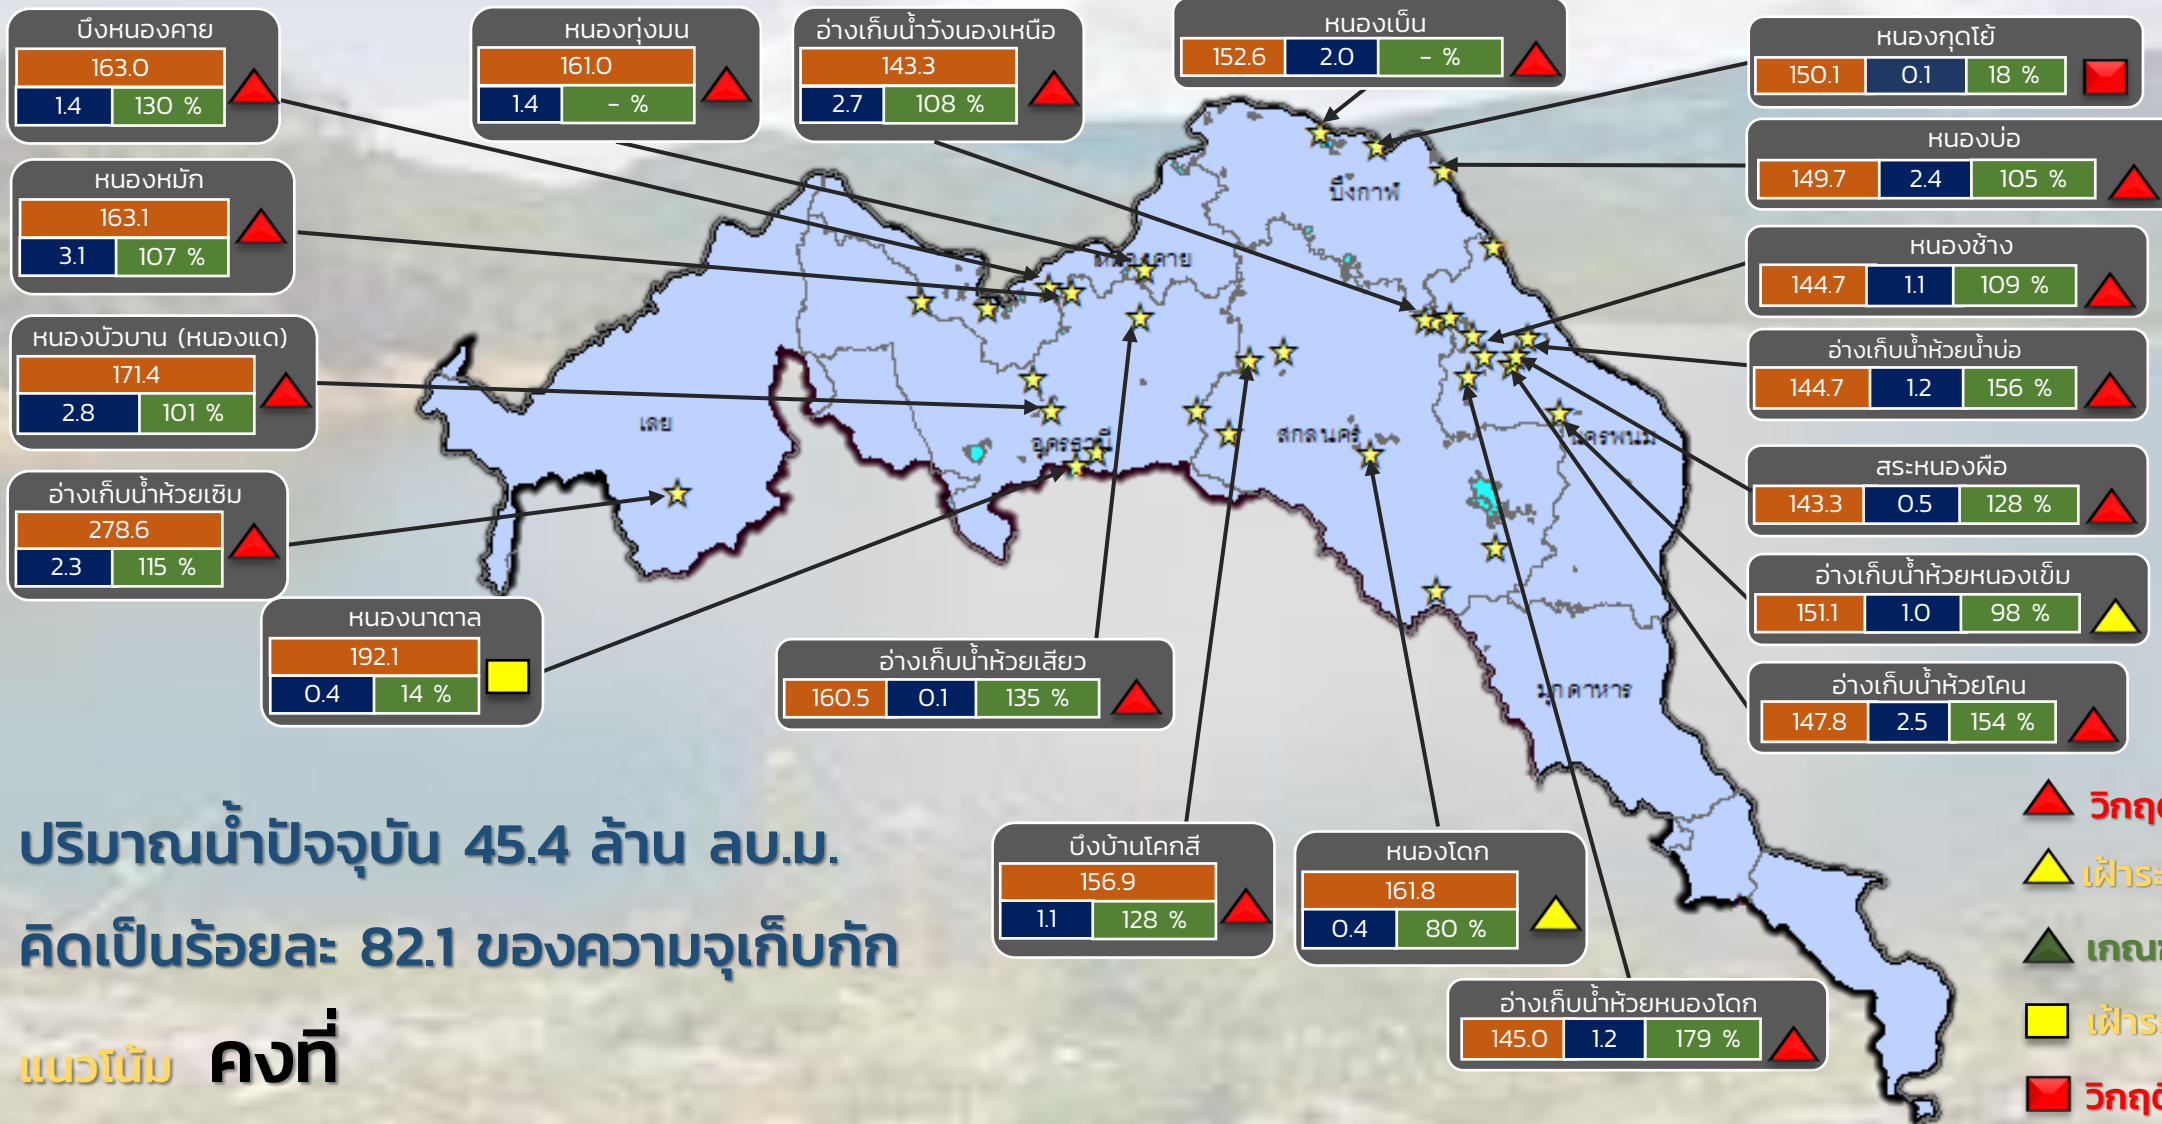 บึงหนองคาย
163.0
1.4 130 %
หนองทุ่งมน
161.0
1.4 - %
อ่างเก็บน้ำวังนองเหนือ
143.3
2.7 108 %
หนองเบ็น
152.6 2.0 - %
หนองกุดโย้
150.1 0.1 18 %
หนองหมัก
163.1
3.1 107 %
หนองบ่อ
149.7 2.4 105 %
หนองช้าง
144.7 1.1 109 %
หนองบัวบาน (หนองแด)
171.4
2.8 101 %
อ่างเก็บน้ำห้วยน้ำบ่อ
144.7 1.2 156 %
อ่างเก็บน้ำห้วยเซิม
278.6
2.3 115 %
สระหนองผือ
143.3 0.5 128 %
อ่างเก็บน้ำห้วยหนองเข็ม
151.1 1.0 98 %
หนองนาตาล
192.1
0.4 14 %
อ่างเก็บน้ำห้วยเสียว
160.5 0.1 135 %
อ่างเก็บน้ำห้วยโคน
147.8 2.5 154 %
บึงบ้านโคกสี
156.9
1.1 128 %
หนองโดก
161.8
0.4 80 %
อ่างเก็บน้ำห้วยหนองโดก
145.0 1.2 179 %
บึงกาฬ
เลย
อุดรธานี
สกลนคร
นครพนม
มุกดาหาร
ปริมาณน้ำปัจจุบัน 45.4 ล้าน ลบ.ม.
คิดเป็นร้อยละ 82.1 ของความจุเก็บกัก
แนวโน้ม คงที่